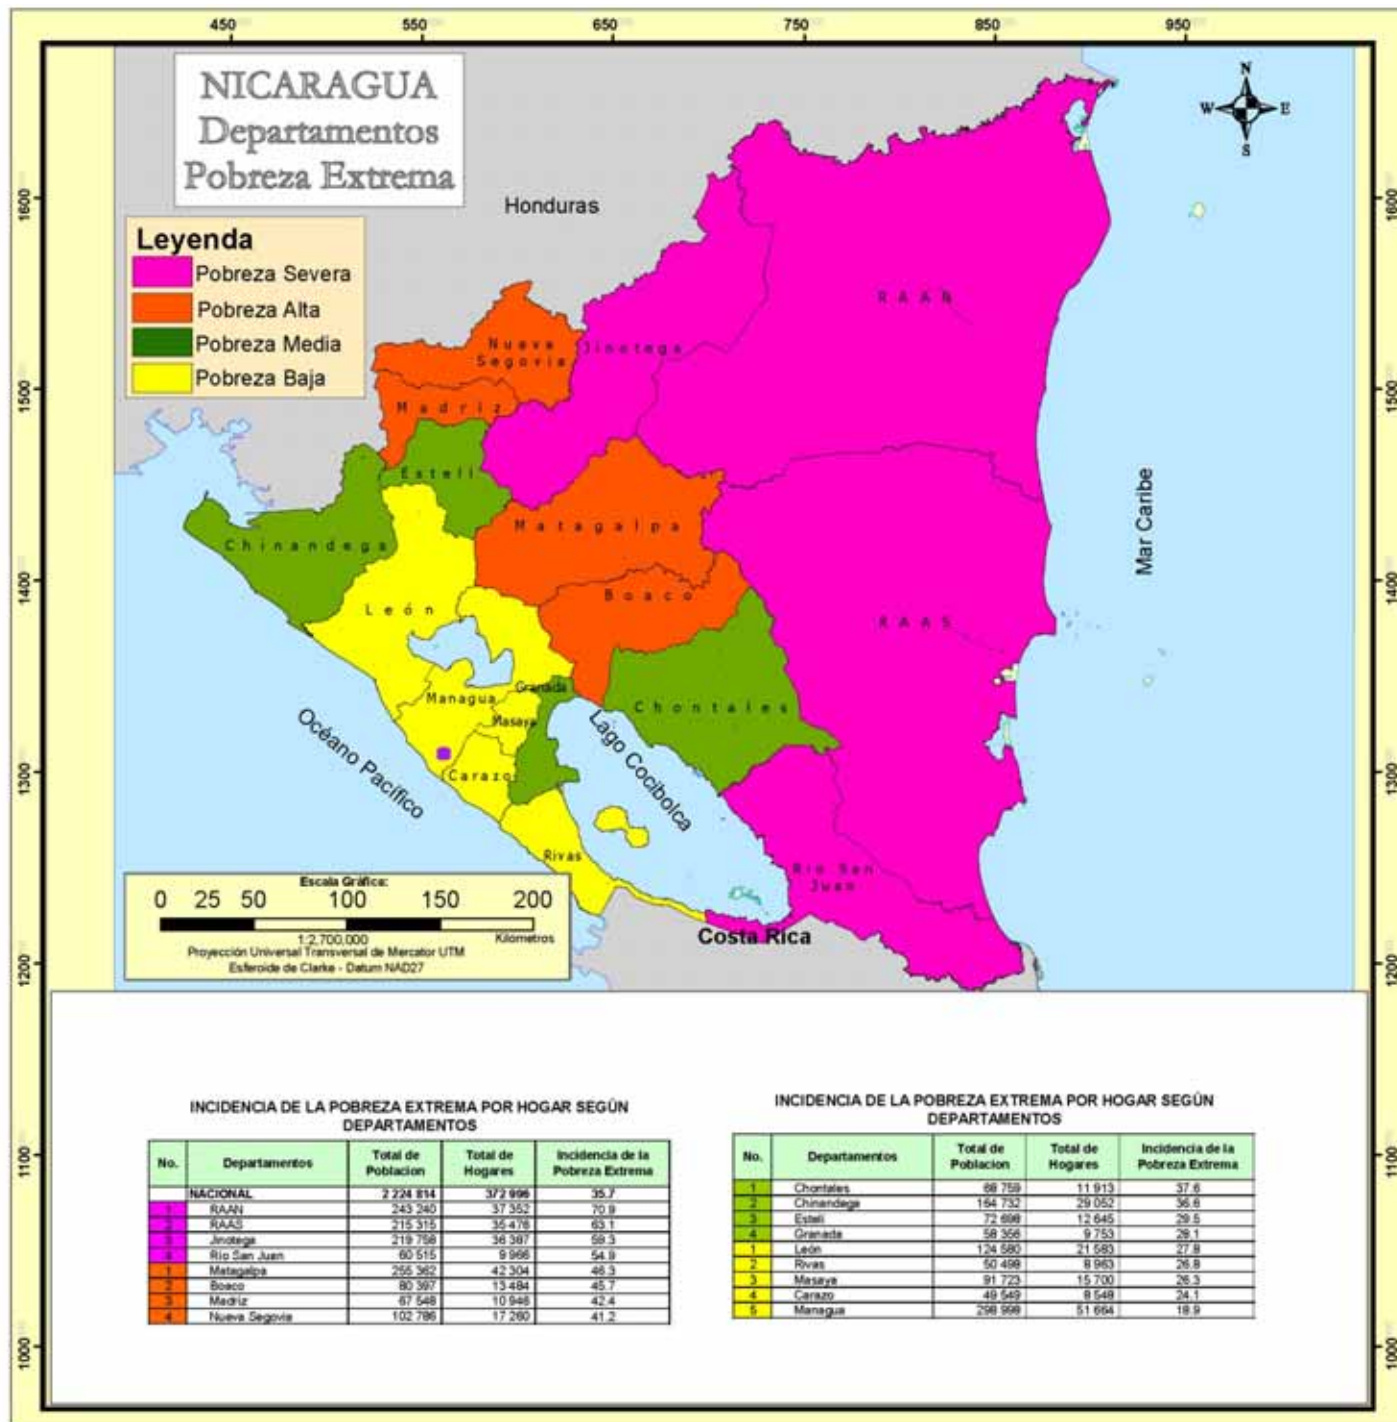 450 550 650 750 850 950
NICARAGUA
Departamentos
Pobreza Extrema
N
W E
S
Honduras
Leyenda
Pobreza Severa
Pobreza Alta
Pobreza Media
Pobreza Baja
1600 1600
1500 1500
1400 1400
1300 1300
1200 1200
1100 1100
1000 1000
RAAN
Jinotega
Nueva
Segovia
Madriz
Estelí
Chinandega
Matagalpa
Boaco
León
RAAS
Managua
Granada
Masaya
Carazo
Chontales
Rivas
Río San
Juan
Mar Caribe
Océano Pacífico
Lago Cocibolca
Costa Rica
Escala Gráfica:
0 25 50 100 150 200
1:2,700,000 Kilómetros
Proyección Universal Transversal de Mercator UTM
Esferoide de Clarke - Datum NAD27
INCIDENCIA DE LA POBREZA EXTREMA POR HOGAR SEGÚN
DEPARTAMENTOS
No. Departamentos Total de Poblacion Total de Hogares Incidencia de la Pobreza Extrema
NACIONAL 2 224 814 372 996 35.7
1 RAAN 243 240 37 352 70.9
2 RAAS 215 315 35 476 63.1
3 Jinotega 219 758 36 387 59.3
4 Río San Juan 60 515 9 966 54.9
1 Matagalpa 255 362 42 304 46.3
2 Boaco 80 397 13 484 45.7
3 Madriz 67 548 10 946 42.4
4 Nueva Segovia 102 786 17 260 41.2
INCIDENCIA DE LA POBREZA EXTREMA POR HOGAR SEGÚN
DEPARTAMENTOS
No. Departamentos Total de Poblacion Total de Hogares Incidencia de la Pobreza Extrema
1 Chontales 68 759 11 913 37.6
2 Chinandega 164 732 29 052 36.6
3 Estelí 72 698 12 645 29.5
4 Granada 58 356 9 753 28.1
1 León 124 580 21 583 27.8
2 Rivas 50 498 8 963 26.8
3 Masaya 91 723 15 700 26.3
4 Carazo 49 549 8 548 24.1
5 Managua 298 998 51 664 18.9